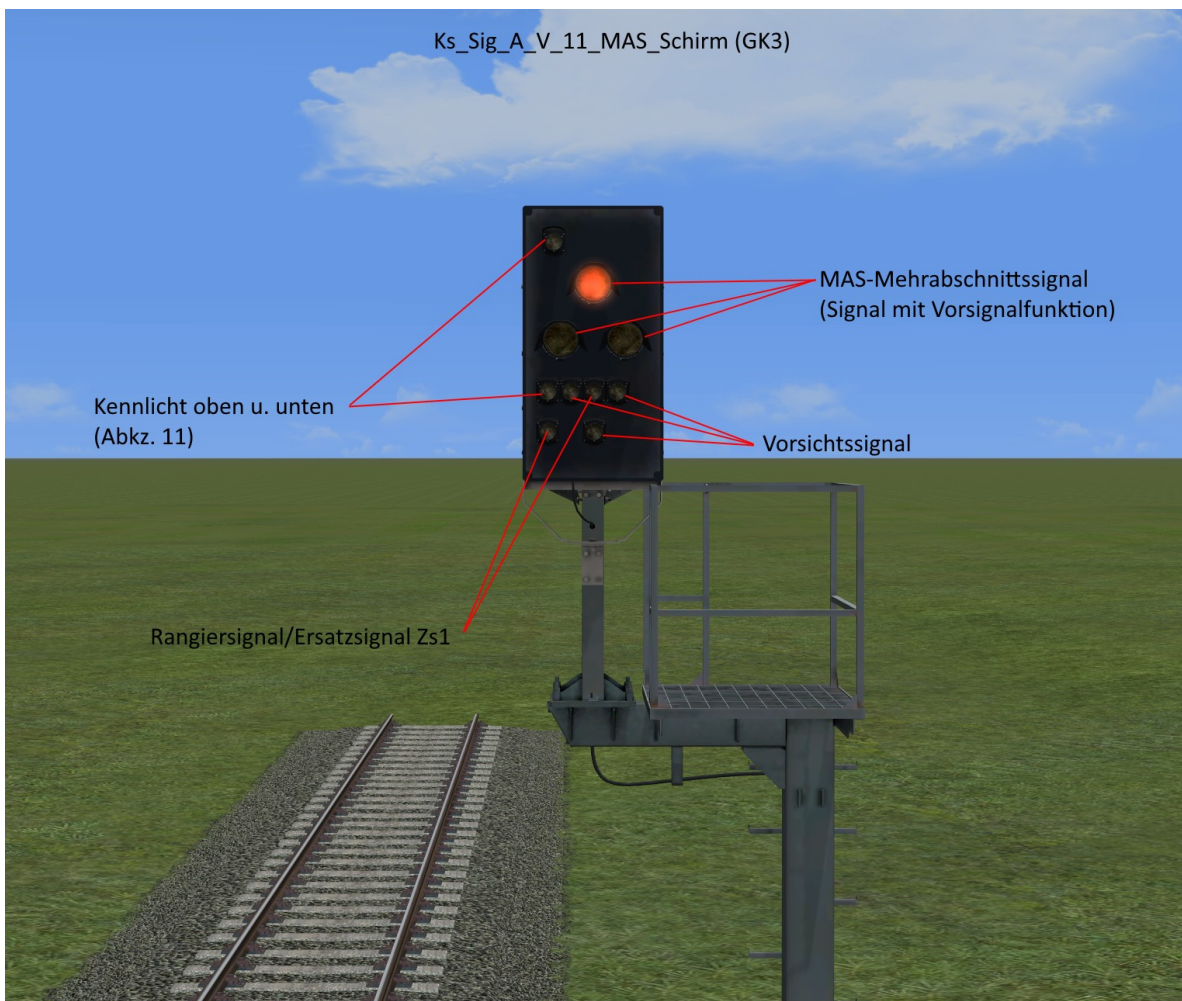 Ks_Sig_A_V_11_MAS_Schirm (GK3)
MAS-Mehrabschnittssignal
(Signal mit Vorsignalfunktion)
Kennlicht oben u. unten
(Abkz. 11)
Vorsichtssignal
Rangiersignal/Ersatzsignal Zs1